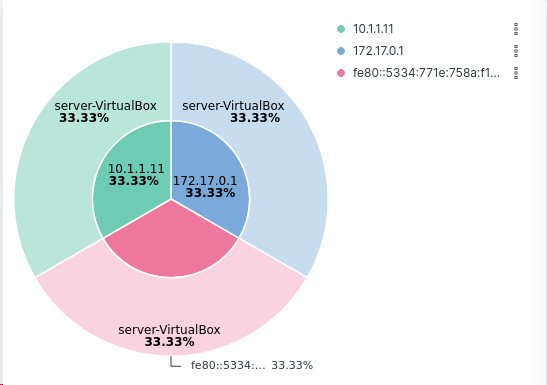 10.1.1.11
172.17.0.1
fe80::5334:771e:758a:f1...
server-VirtualBox
33.33%
server-VirtualBox
33.33%
10.1.1.11
33.33%
172.17.0.1
33.33%
server-VirtualBox
33.33%
fe80::5334:... 33.33%